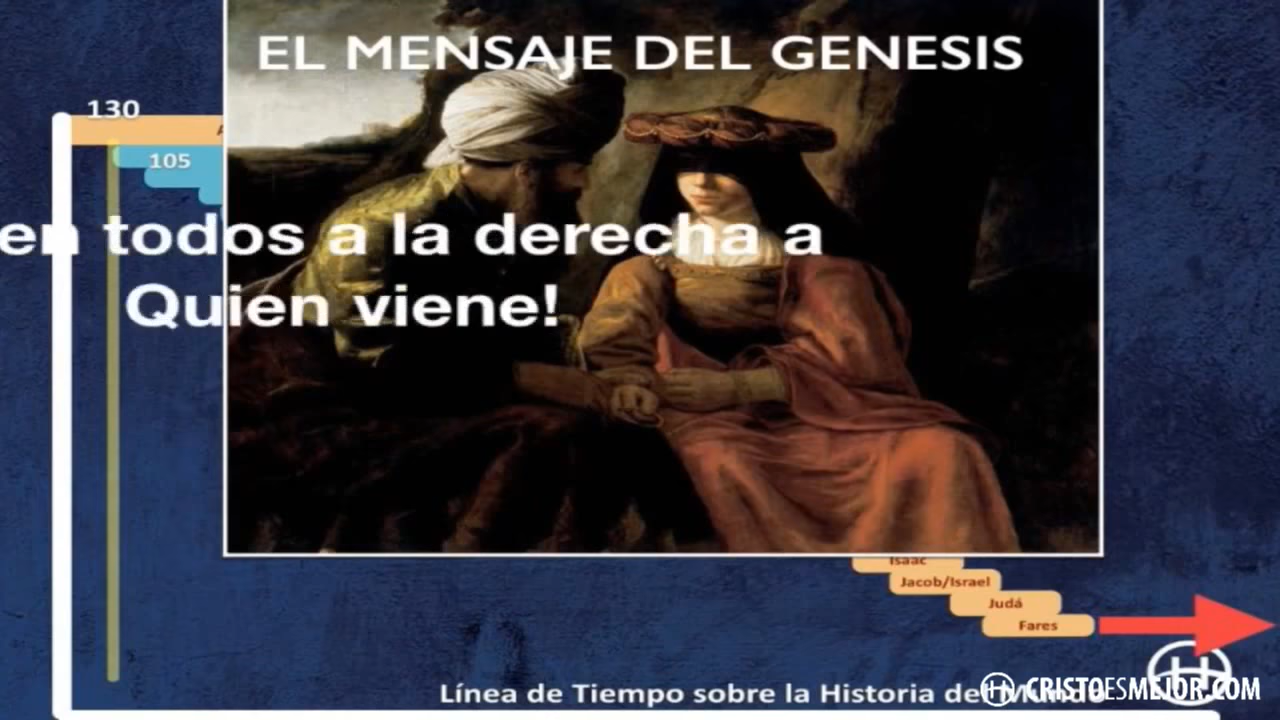 EL MENSAJE DEL GENESIS
130
105
en todos a la derecha a
Quien viene!
Isaac
Jacob/Israel
Judá
Fares
Línea de Tiempo sobre la Historia del Mundo
CRISTOESMEJOR.COM